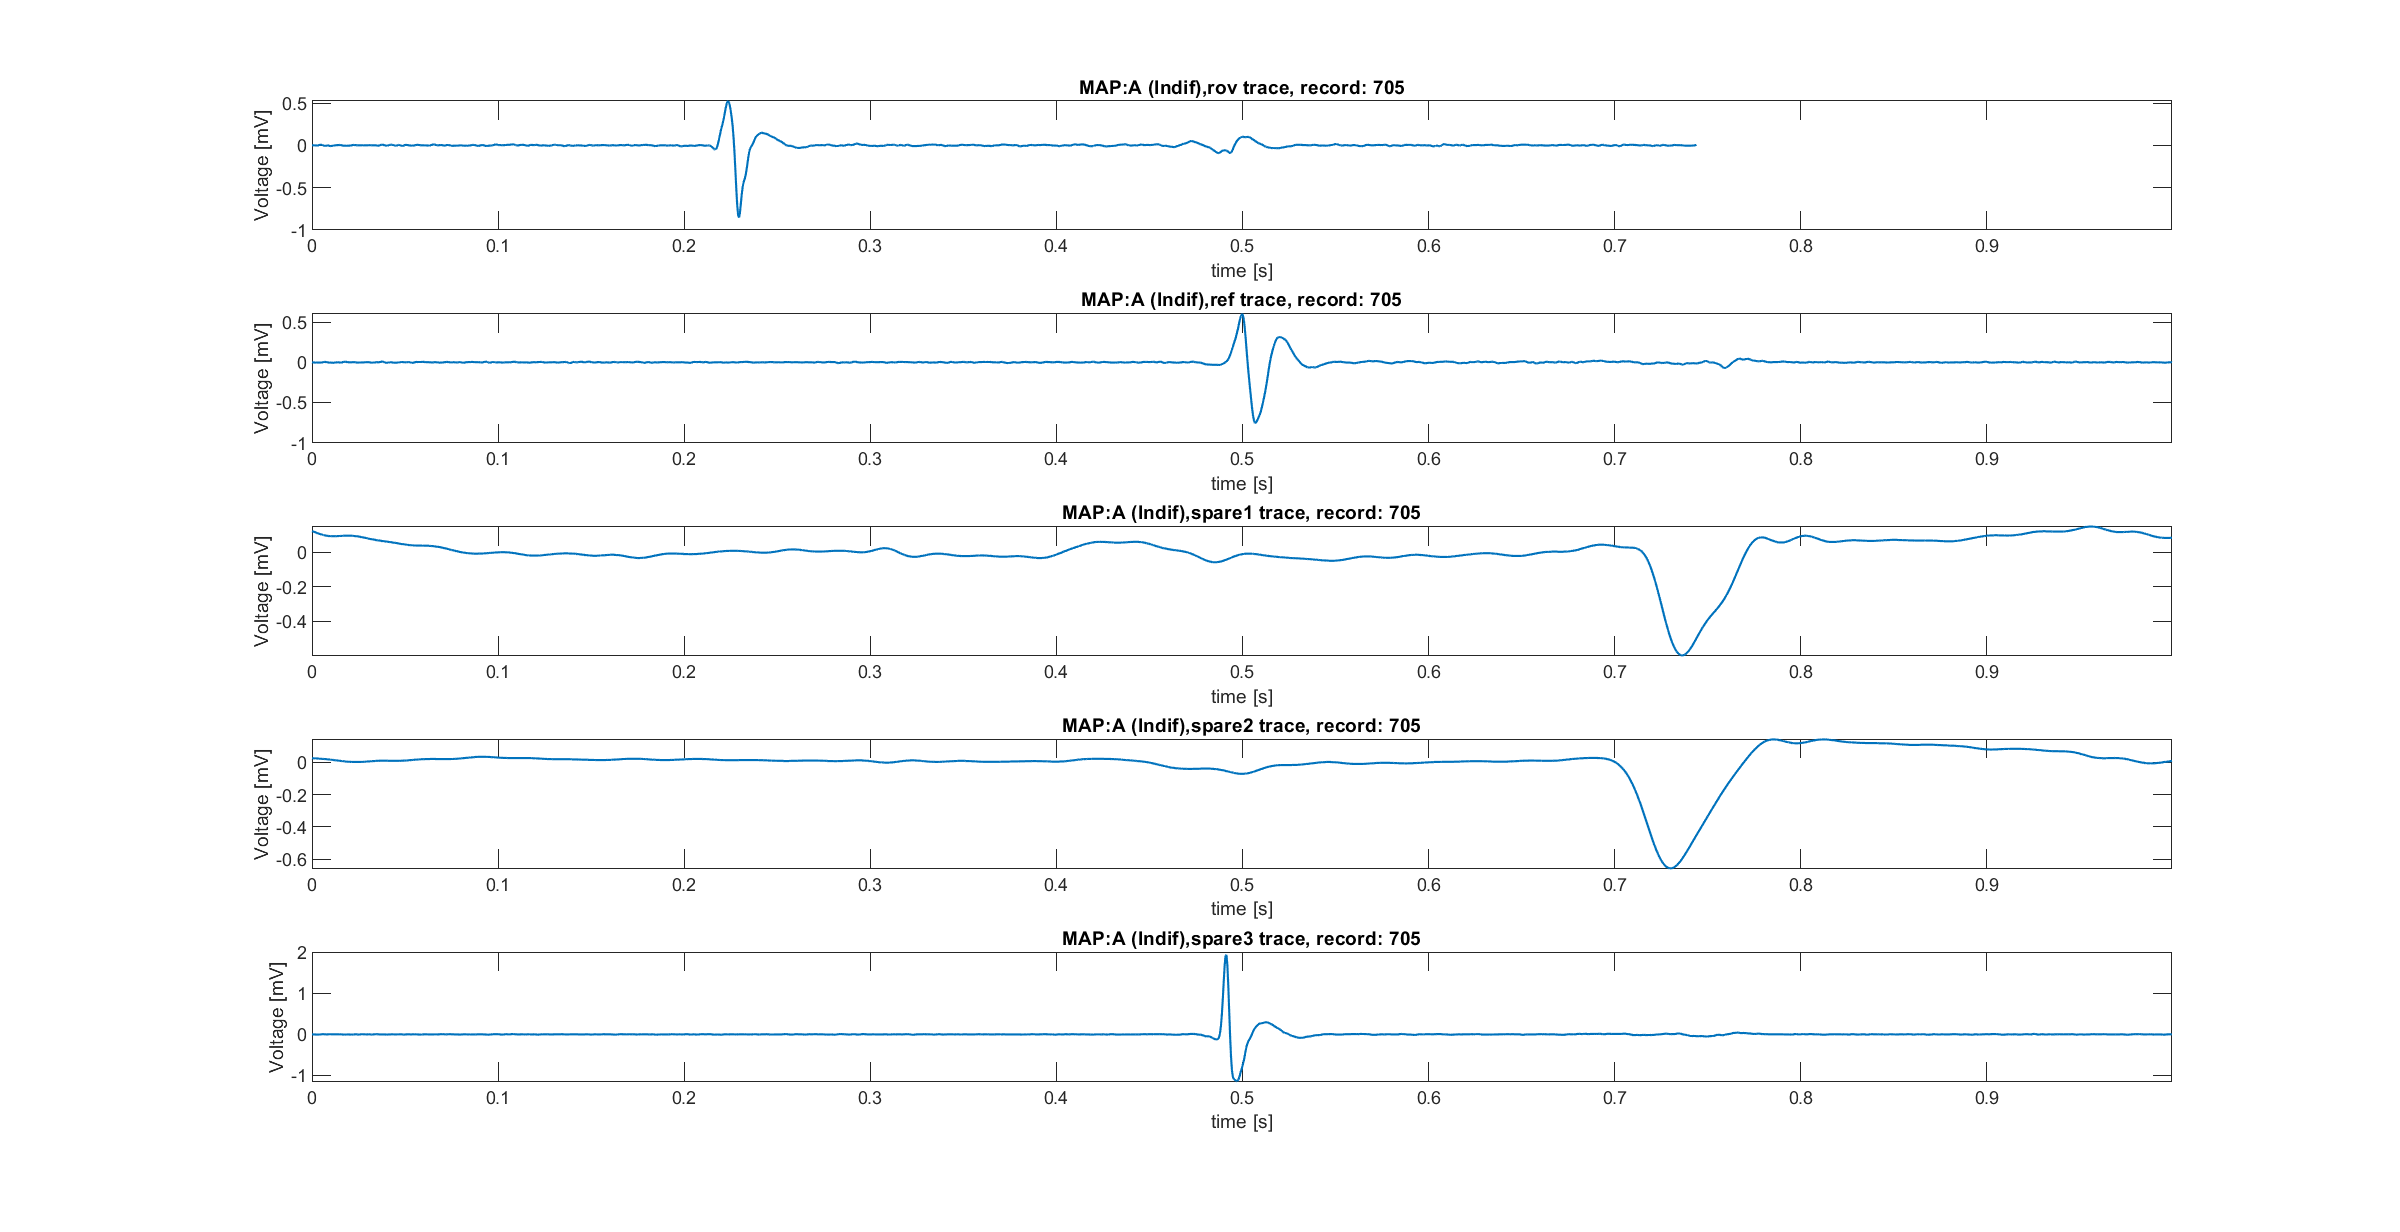 MAP:A (Indif),rov trace, record: 705
Voltage [mV]
0.5
0
-0.5
-1
0 0.1 0.2 0.3 0.4 0.5 0.6 0.7 0.8 0.9
time [s]
MAP:A (Indif),ref trace, record: 705
Voltage [mV]
0.5
0
-0.5
-1
0 0.1 0.2 0.3 0.4 0.5 0.6 0.7 0.8 0.9
time [s]
MAP:A (Indif),spare1 trace, record: 705
Voltage [mV]
0
-0.2
-0.4
0 0.1 0.2 0.3 0.4 0.5 0.6 0.7 0.8 0.9
time [s]
MAP:A (Indif),spare2 trace, record: 705
Voltage [mV]
0
-0.2
-0.4
-0.6
0 0.1 0.2 0.3 0.4 0.5 0.6 0.7 0.8 0.9
time [s]
MAP:A (Indif),spare3 trace, record: 705
Voltage [mV]
2
1
0
-1
0 0.1 0.2 0.3 0.4 0.5 0.6 0.7 0.8 0.9
time [s]